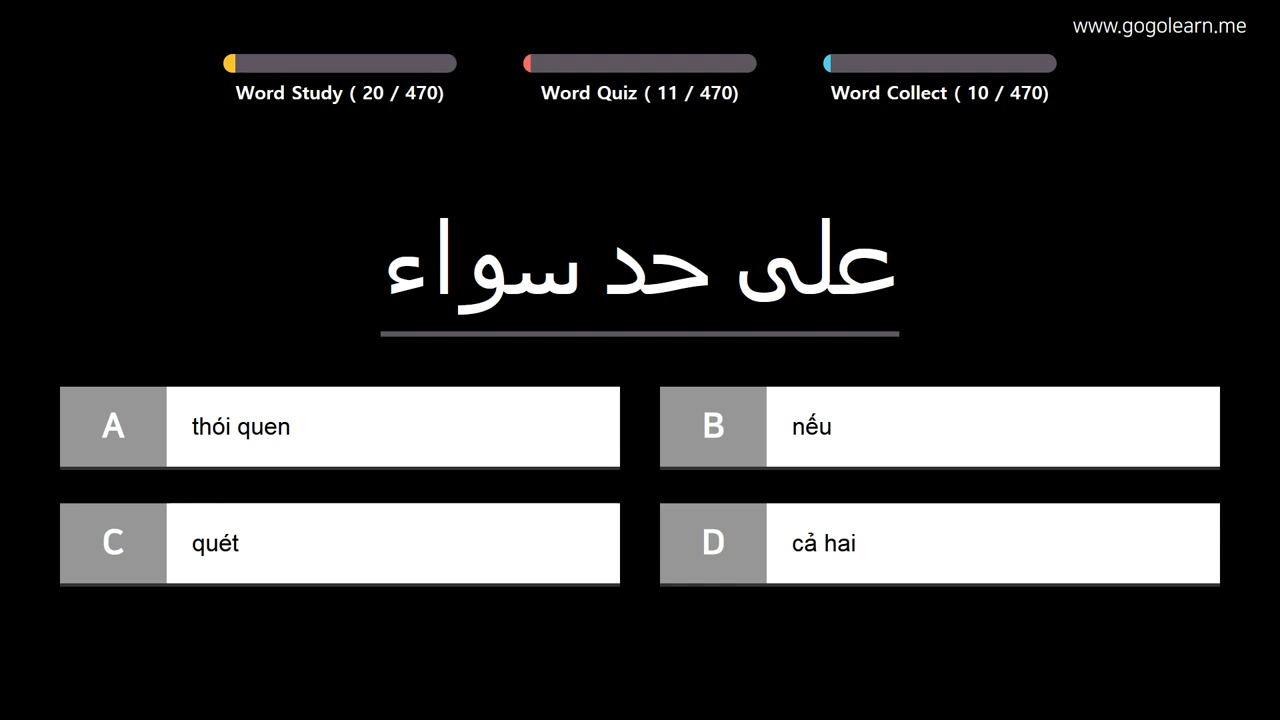 www.gogolearn.me
Word Study ( 20 / 470)
Word Quiz ( 11 / 470)
Word Collect ( 10 / 470)
على حد سواء
A
thói quen
B
nếu
C
quét
D
cả hai